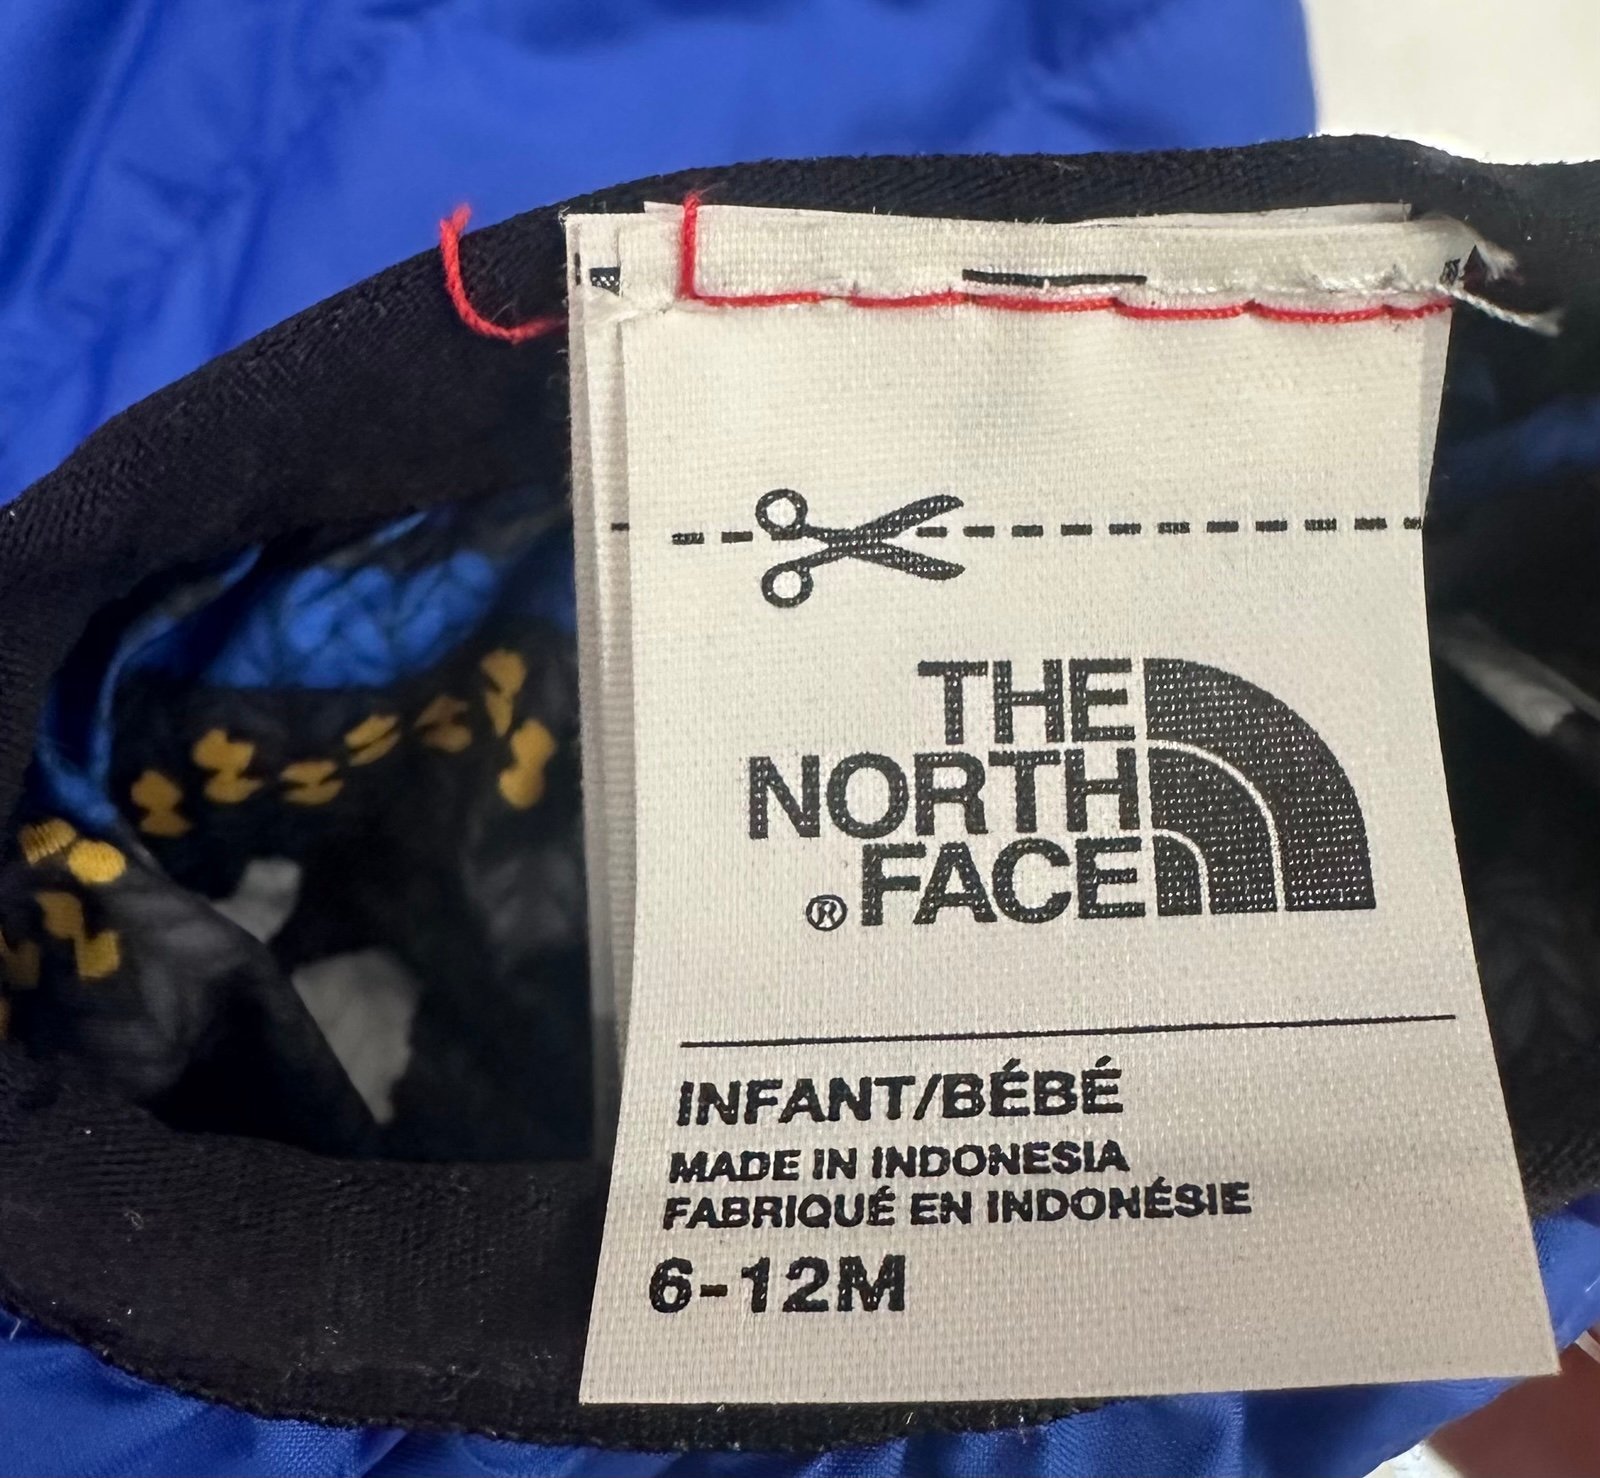 THE
NORTH
FACE
®
INFANT/BÉBÉ
MADE IN INDONESIA
FABRIQUÉ EN INDONÉSIE
6-12M